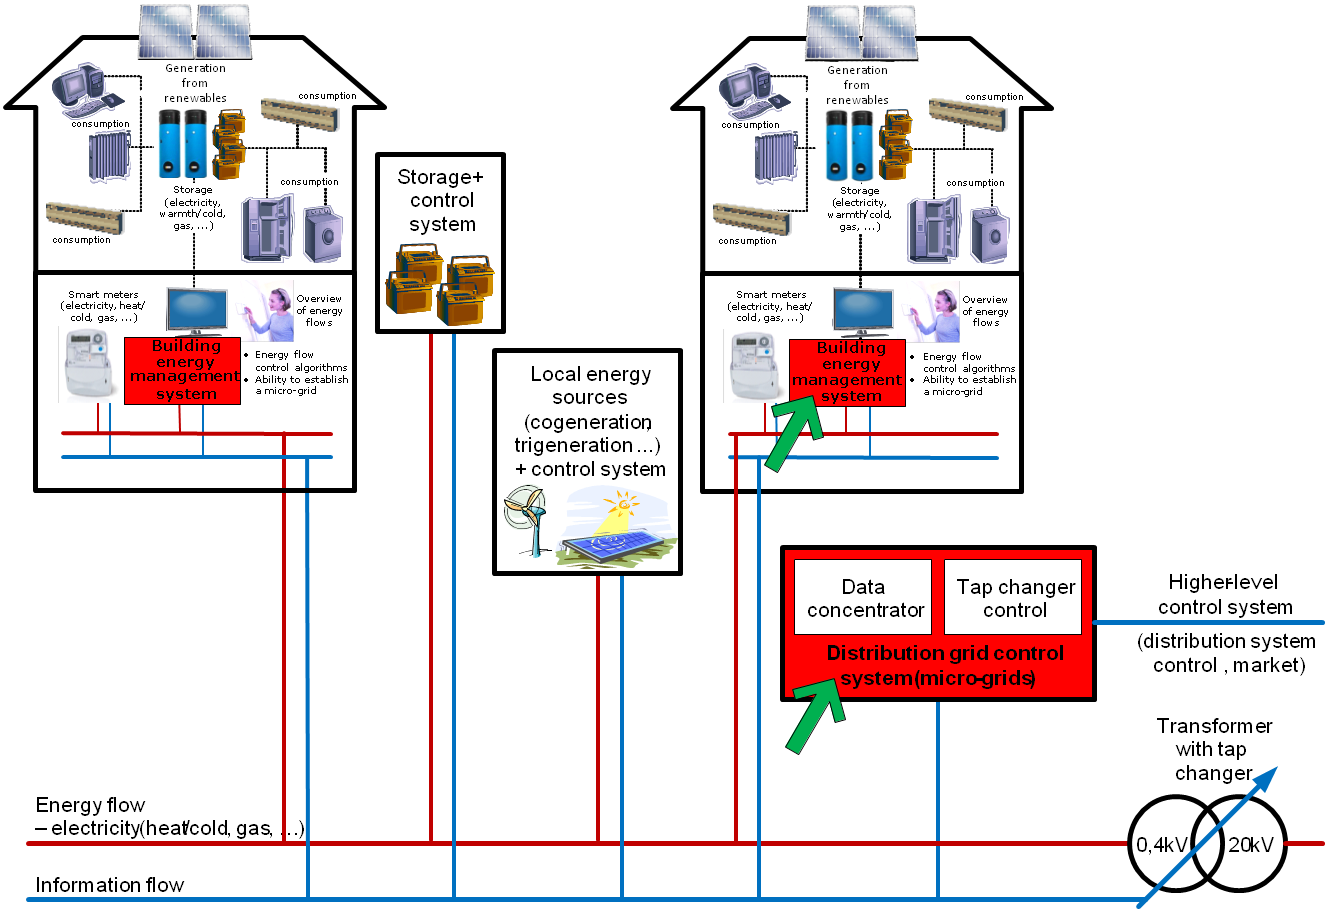 Generation
from
renewables
consumption
consumption
Storage
(electricity,
warmth/cold,
gas, ...)
consumption
consumption
Smart meters
(electricity, heat/
cold, gas, ...)
Overview
of energy
flows
Building
energy
management
system
• Energy flow
control algorithms
• Ability to establish
a micro-grid
Storage+
control
system
Local energy
sources
(cogeneration,
trigeneration ...)
+ control system
Generation
from
renewables
consumption
consumption
Storage
(electricity,
warmth/cold,
gas, ...)
consumption
consumption
Smart meters
(electricity, heat/
cold, gas, ...)
Overview
of energy
flows
Building
energy
management
system
• Energy flow
control algorithms
• Ability to establish
a micro-grid
Data
concentrator
Tap changer
control
Distribution grid control
system(micro-grids)
Higher-level
control system
(distribution system
control , market)
Transformer
with tap
changer
0,4kV
20kV
Energy flow
– electricity(heat/cold, gas, ...)
Information flow